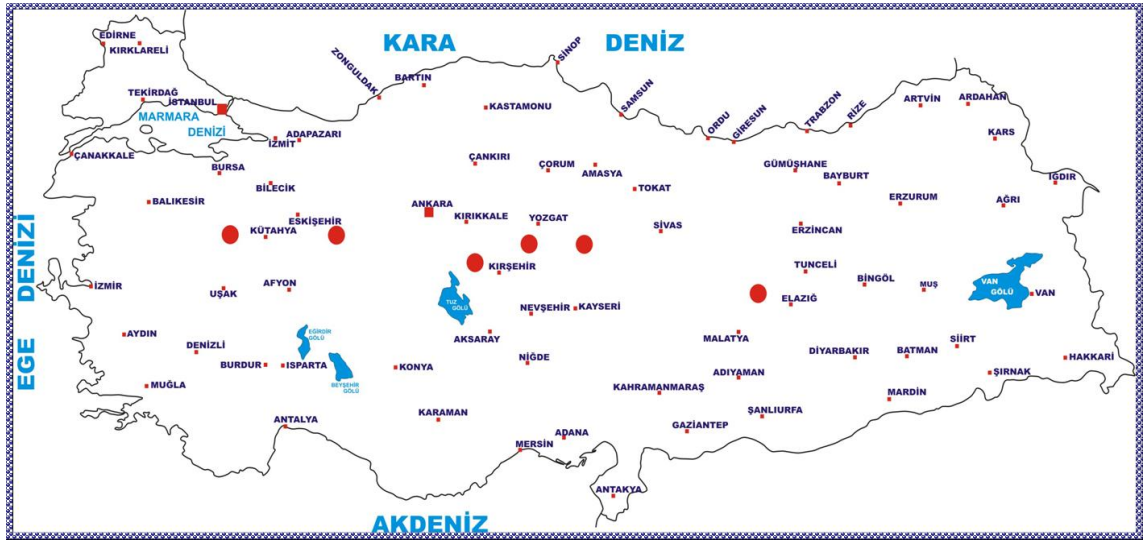 KARA DENİZ
EDİRNE
KIRKLARELİ
ZONGULDAK
BARTIN
SİNOP
TEKİRDAĞ
İSTANBUL
MARMARA
DENİZİ
KASTAMONU
SAMSUN
ORDU
GİRESUN
TRABZON
RİZE
ARTVİN
ARDAHAN
KARS
İZMİT
ADAPAZARI
ÇANAKKALE
BURSA
BİLECİK
ÇANKIRI
ÇORUM
AMASYA
TOKAT
GÜMÜŞHANE
BAYBURT
IĞDIR
BALIKESİR
ESKİŞEHİR
KÜTAHYA
ANKARA
KIRIKKALE
YOZGAT
SİVAS
ERZİNCAN
ERZURUM
AĞRI
EGE DENİZİ
İZMİR
UŞAK
AFYON
KIRŞEHİR
TUZ
GÖLÜ
NEVŞEHİR
KAYSERİ
TUNCELİ
ELAZIĞ
BİNGÖL
MUŞ
VAN
GÖLÜ
VAN
AYDIN
DENİZLİ
EĞİRDİR
GÖLÜ
AKSARAY
MALATYA
DİYARBAKIR
BATMAN
SİİRT
HAKKARİ
BURDUR
ISPARTA
BEYŞEHİR
GÖLÜ
KONYA
NİĞDE
ŞIRNAK
MUĞLA
KAHRAMANMARAŞ
ADIYAMAN
MARDİN
ANTALYA
KARAMAN
MERSİN
ADANA
GAZİANTEP
ŞANLIURFA
ANTAKYA
AKDENİZ